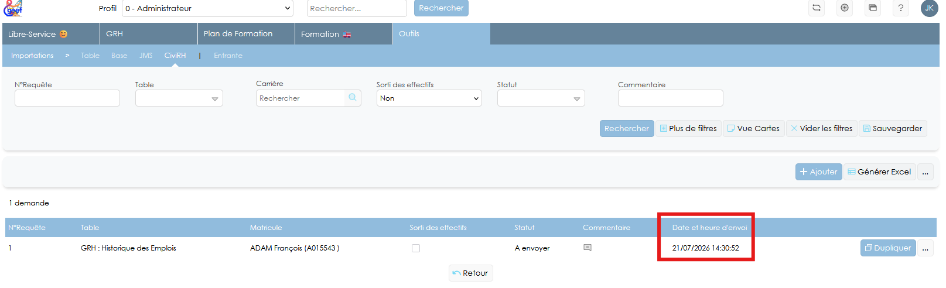 Profil 0 - Administrateur Rechercher... Rechercher ? JK
Libre-Service GRH Plan de Formation Formation Outils
Importations > Table Base JMS CiviRH | Entrante
N°Requête Table Carrière Sorti des effectifs Statut Commentaire
Rechercher Non
Rechercher Plus de filtres Vue Cartes Vider les filtres Sauvegarder
+ Ajouter Générer Excel ...
1 demande
N°Requête Table Matricule Sorti des effectifs Statut Commentaire Date et heure d'envoi
1 GRH : Historique des Emplois ADAM François (A015543 ) A envoyer 21/07/2026 14:30:52 Dupliquer ...
Retour